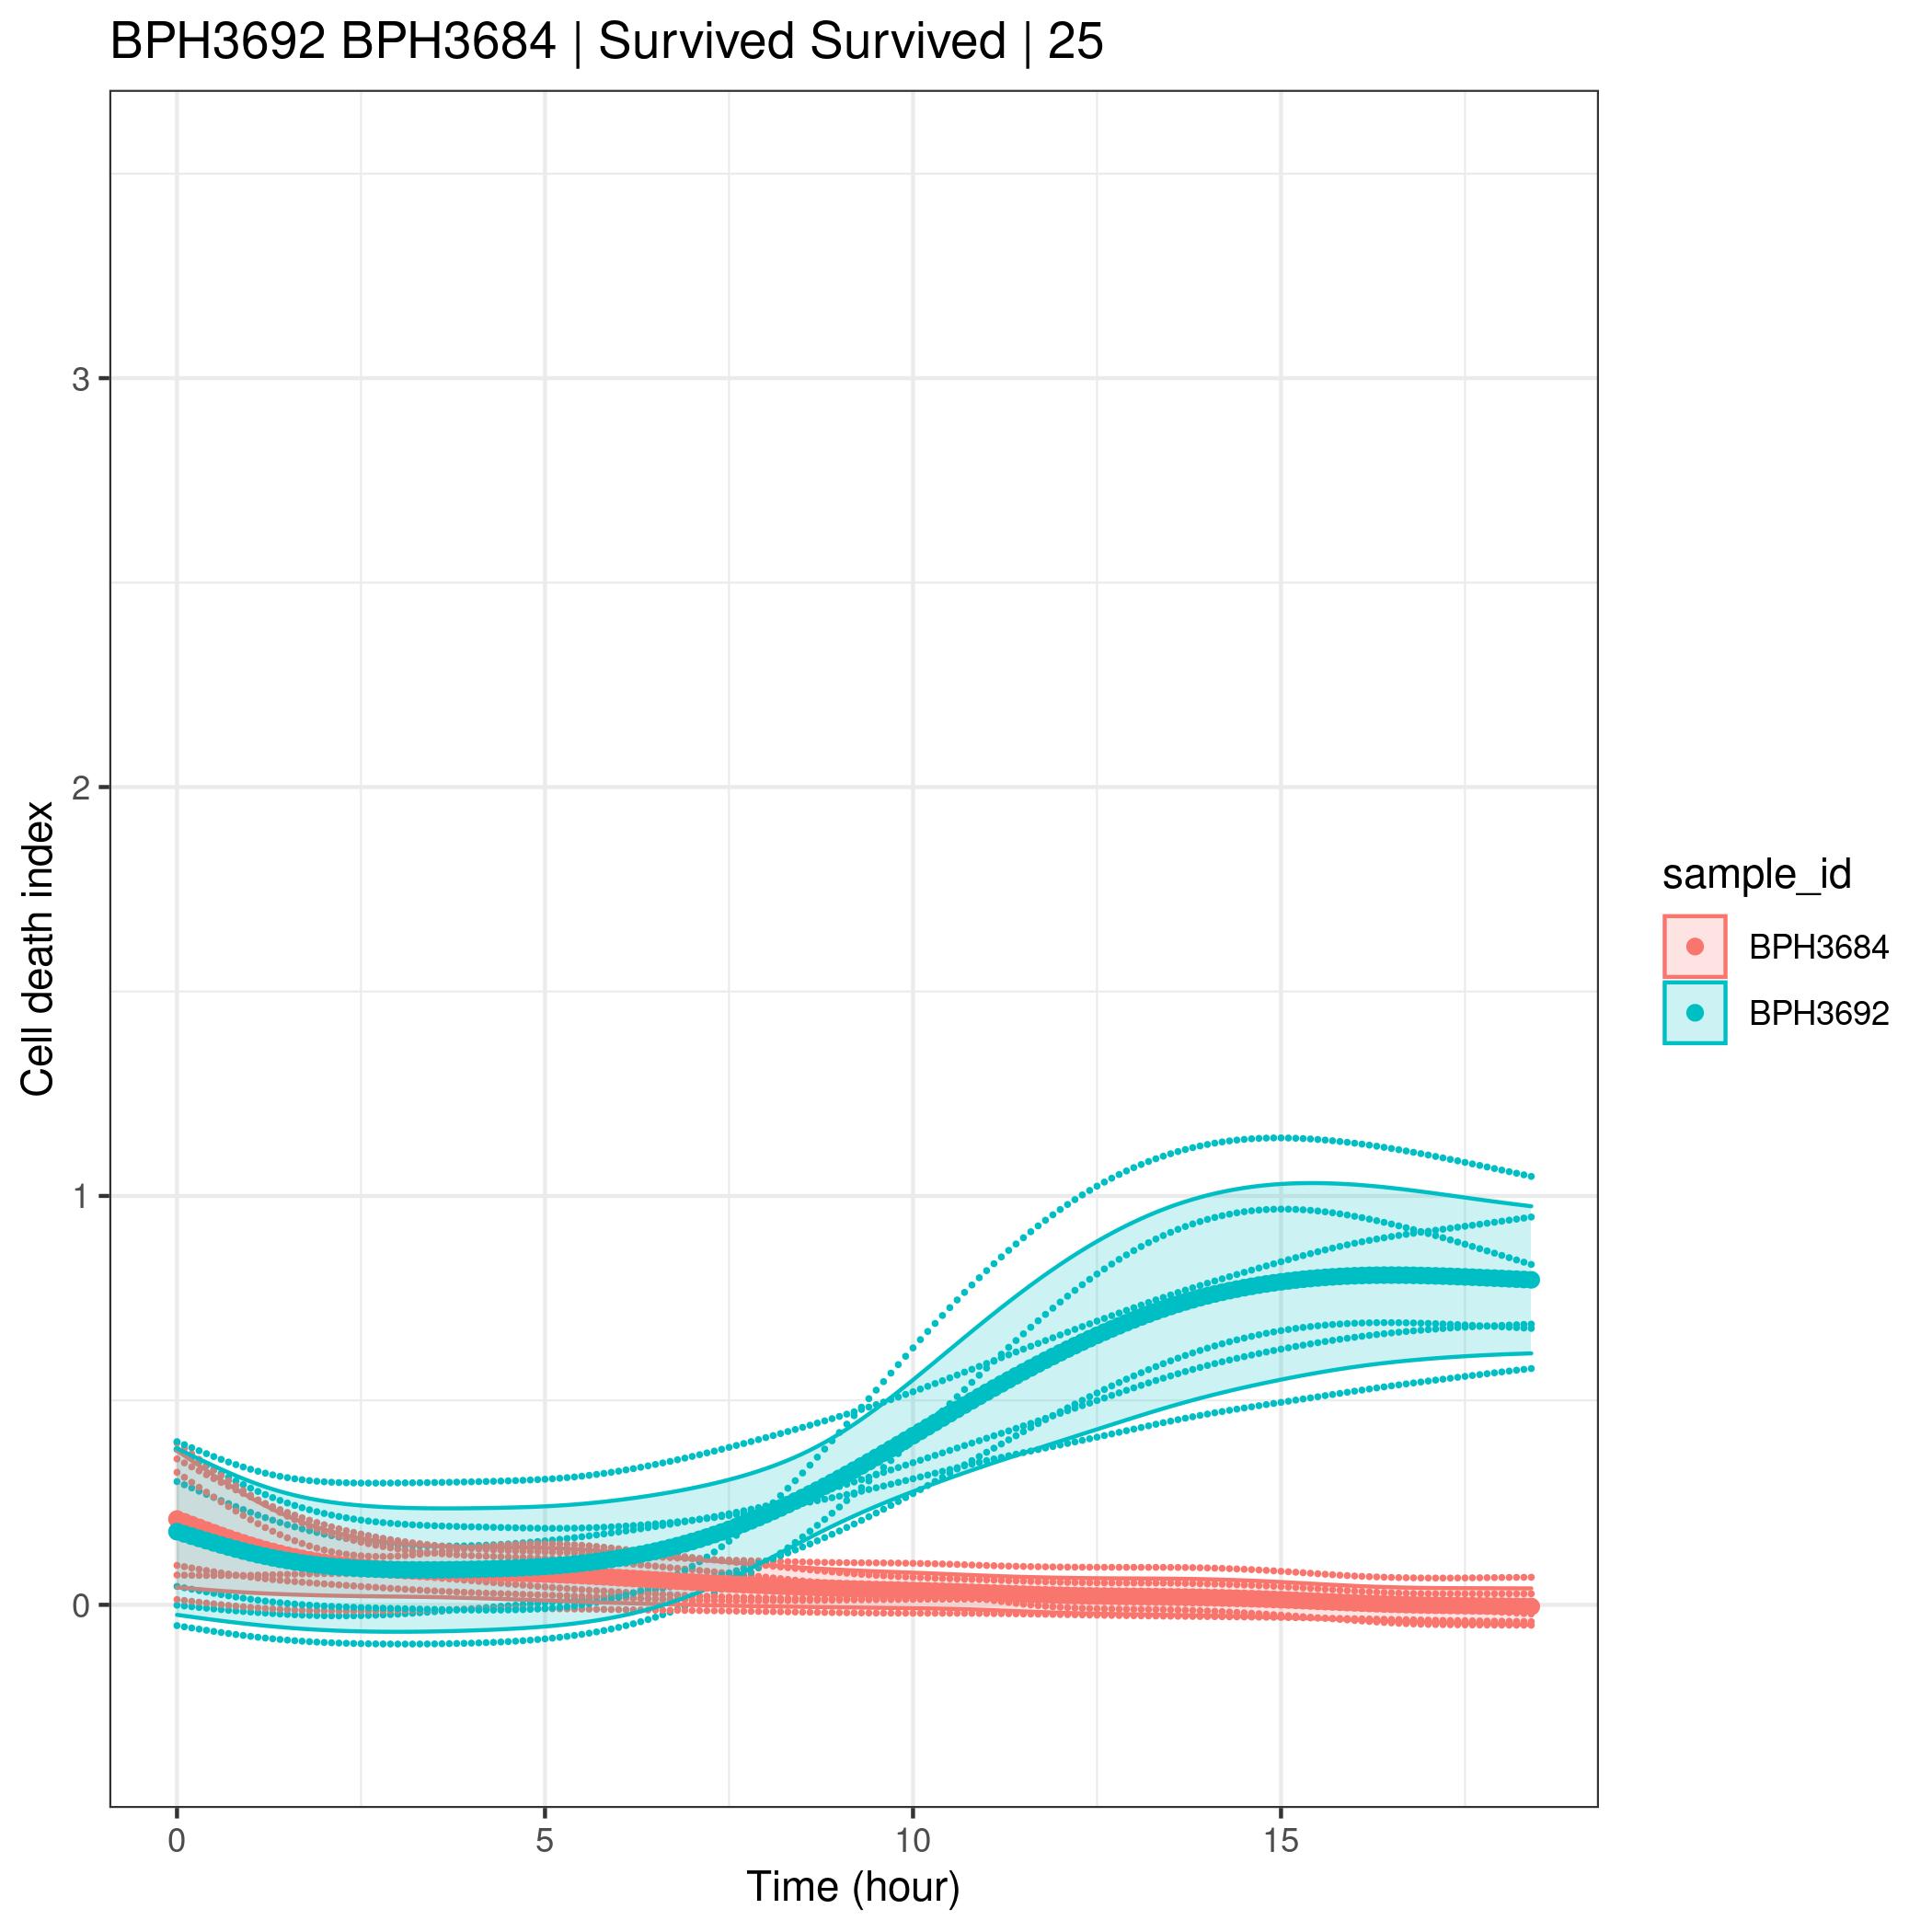 BPH3692 BPH3684 | Survived Survived | 25
Cell death index
3
2
1
0
0 5 10 15
Time (hour)
sample_id
BPH3684
BPH3692